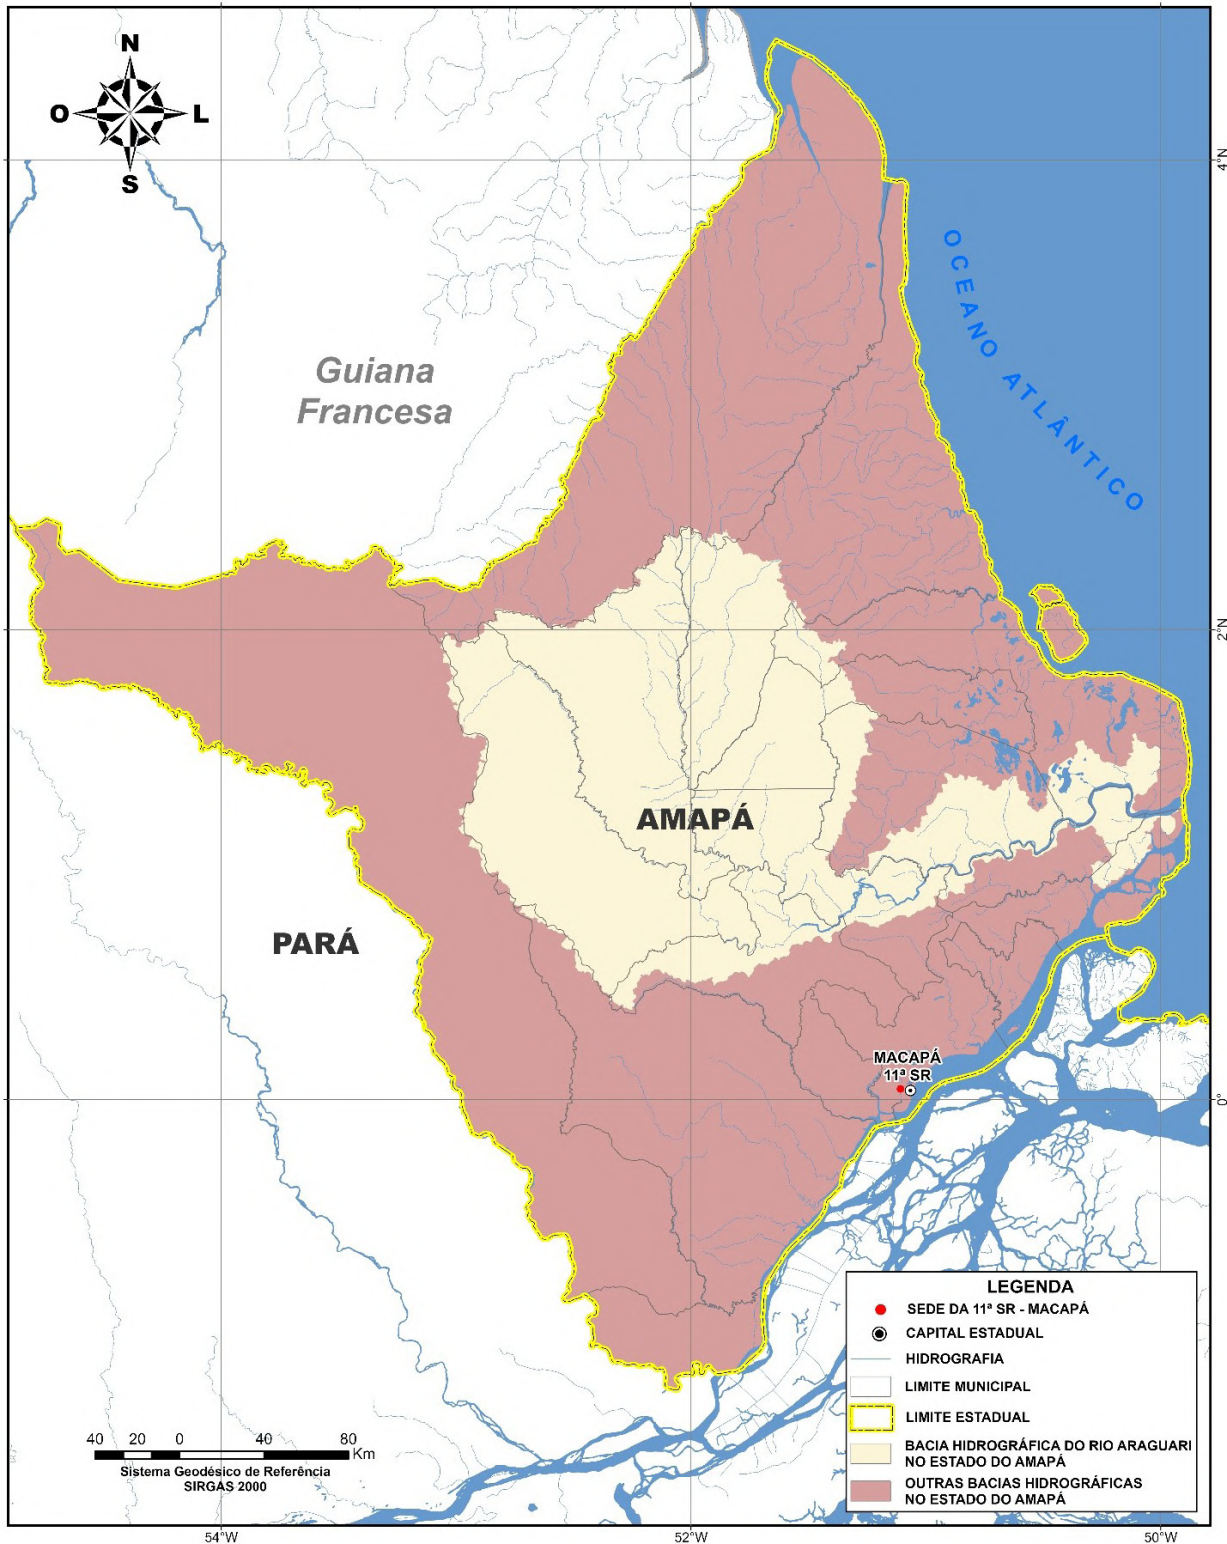 N
O
L
S
4°N
OCEANO ATLÂNTICO
Guiana
Francesa
2°N
AMAPÁ
PARÁ
MACAPÁ
11ª SR
0°
LEGENDA
SEDE DA 11ª SR - MACAPÁ
CAPITAL ESTADUAL
HIDROGRAFIA
LIMITE MUNICIPAL
LIMITE ESTADUAL
BACIA HIDROGRÁFICA DO RIO ARAGUARI
NO ESTADO DO AMAPÁ
OUTRAS BACIAS HIDROGRÁFICAS
NO ESTADO DO AMAPÁ
40 20 0 40 80
Km
Sistema Geodésico de Referência
SIRGAS 2000
54°W
52°W
50°W